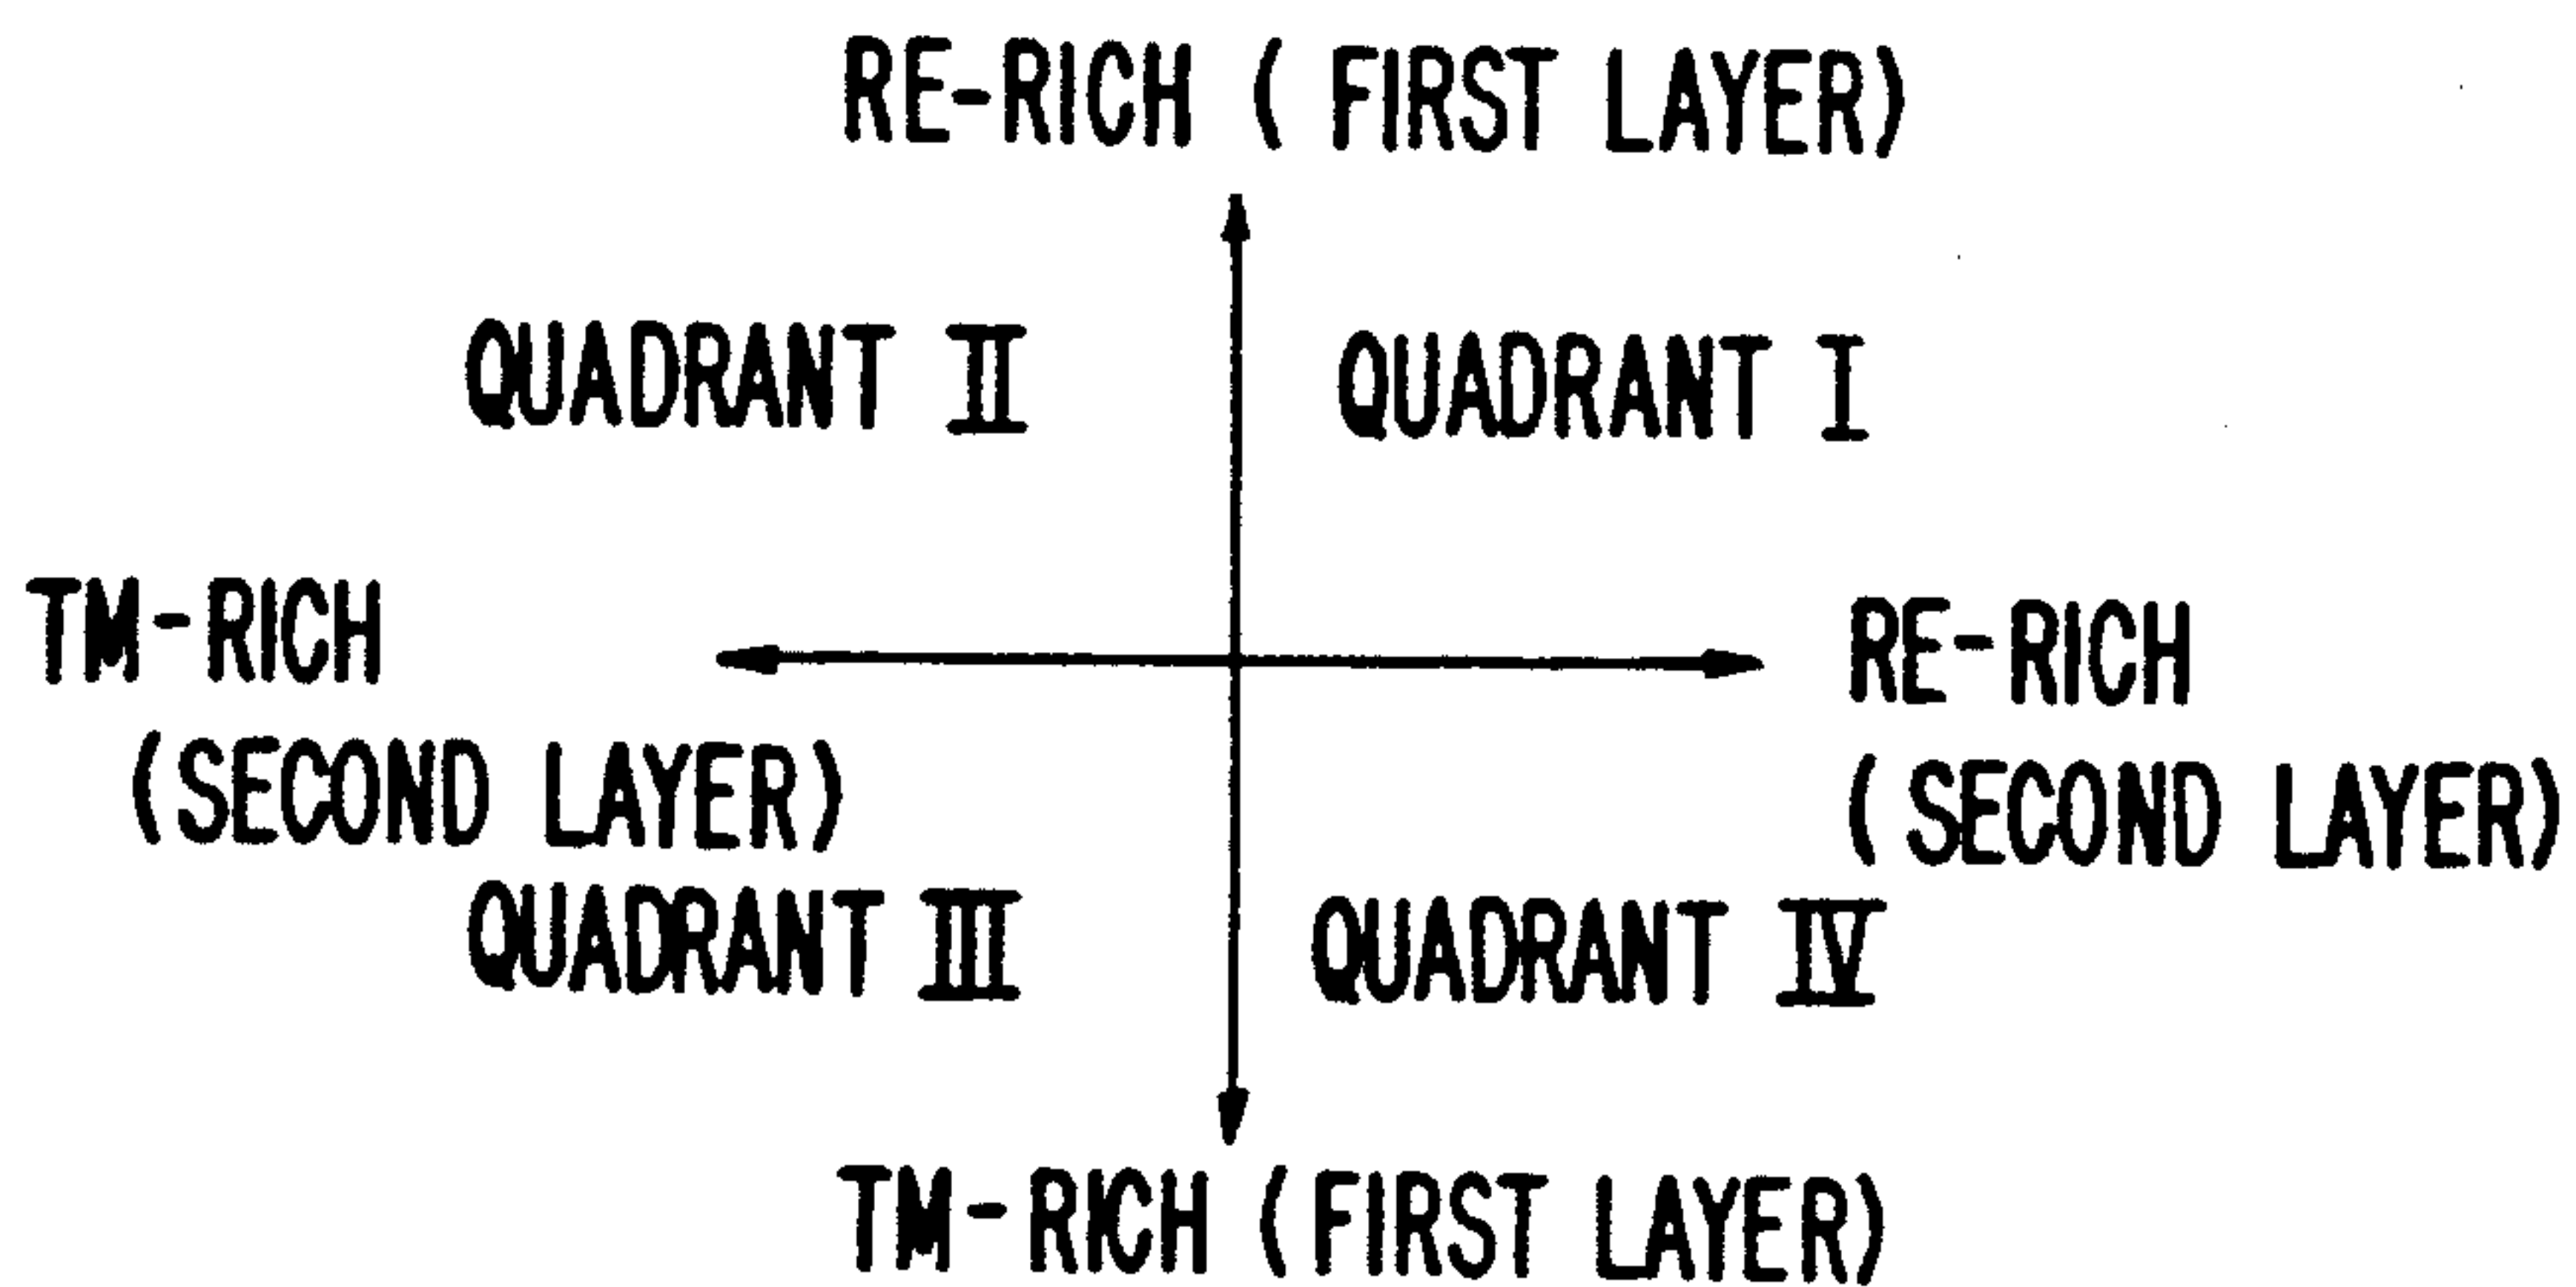 RE-RICH ( FIRST LAYER)
QUADRANT II
QUADRANT I
TM-RICH
(SECOND LAYER)
RE-RICH
( SECOND LAYER)
QUADRANT III
QUADRANT IV
TM-RICH (FIRST LAYER)